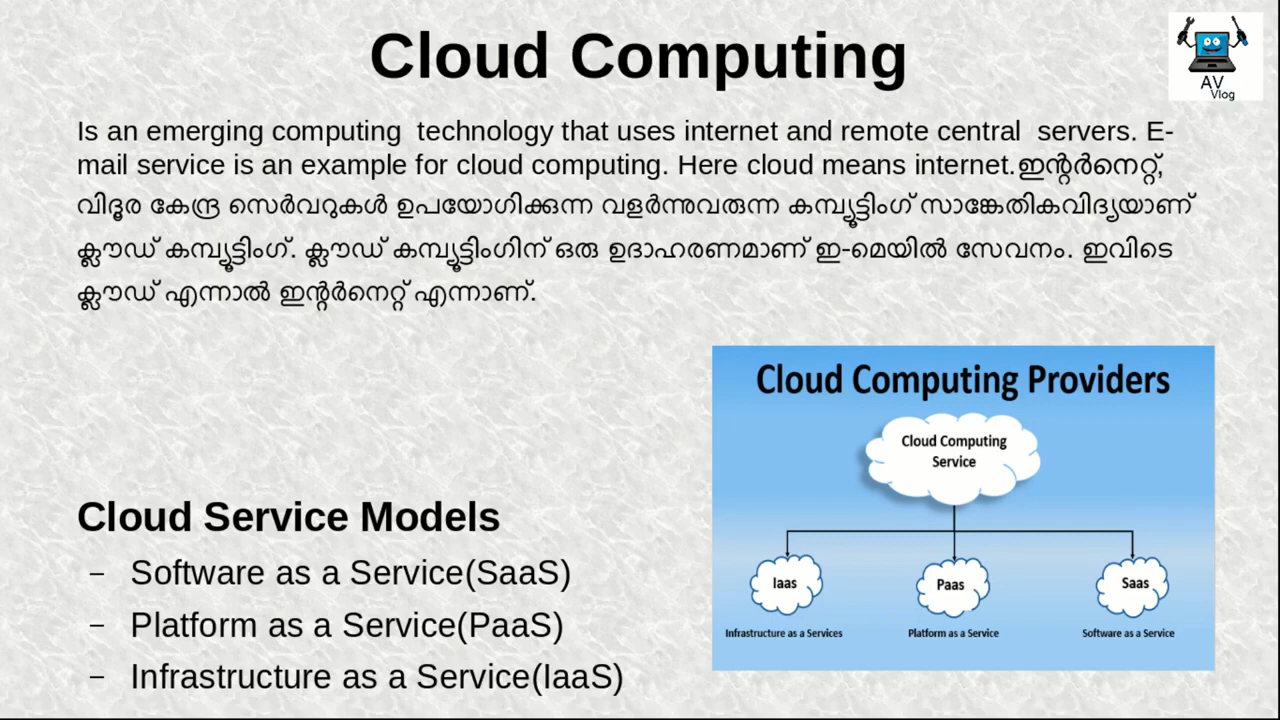 Cloud Computing
AV
Vlog
Is an emerging computing technology that uses internet and remote central servers. E-
mail service is an example for cloud computing. Here cloud means internet.ഇന്റർനെറ്റ്,
വിദൂര കേന്ദ്ര സെർവറുകൾ ഉപയോഗിക്കുന്ന വളർന്നുവരുന്ന കമ്പ്യൂട്ടിംഗ് സാങ്കേതികവിദ്യയാണ്
ക്ലൗഡ് കമ്പ്യൂട്ടിംഗ്. ക്ലൗഡ് കമ്പ്യൂട്ടിംഗിന് ഒരു ഉദാഹരണമാണ് ഇ-മെയിൽ സേവനം. ഇവിടെ
ക്ലൗഡ് എന്നാൽ ഇന്റർനെറ്റ് എന്നാണ്.
Cloud Service Models
– Software as a Service(SaaS)
– Platform as a Service(PaaS)
– Infrastructure as a Service(IaaS)
Cloud Computing Providers
Cloud Computing
Service
Iaas
Paas
Saas
Infrastructure as a Services
Platform as a Service
Software as a Service